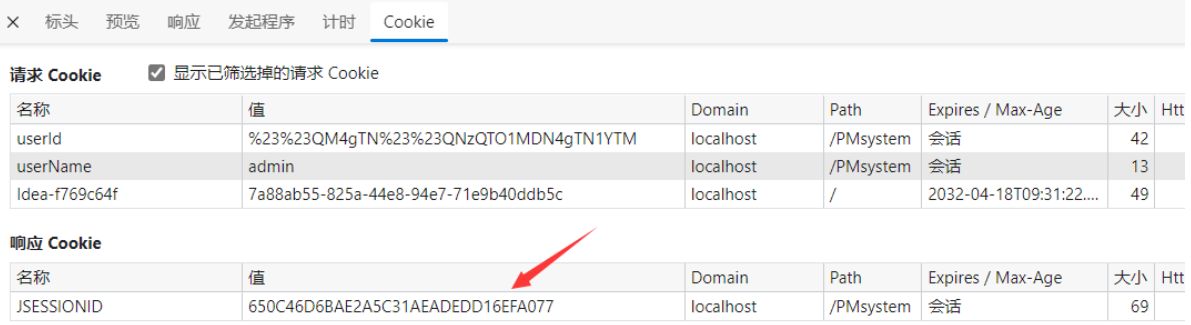 标头 预览 响应 发起程序 计时 Cookie
请求 Cookie 显示已筛选掉的请求 Cookie
名称 值 Domain Path Expires / Max-Age 大小 Htt
userId %23%23QM4gTN%23%23QNzQTO1MDN4gTN1YTM localhost /PMsystem 会话 42
userName admin localhost /PMsystem 会话 13
Idea-f769c64f 7a88ab55-825a-44e8-94e7-71e9b40ddb5c localhost / 2032-04-18T09:31:22.... 49
响应 Cookie
名称 值 Domain Path Expires / Max-Age 大小 Htt
JSESSIONID 650C46D6BAE2A5C31AEADEDD16EFA077 localhost /PMsystem 会话 69